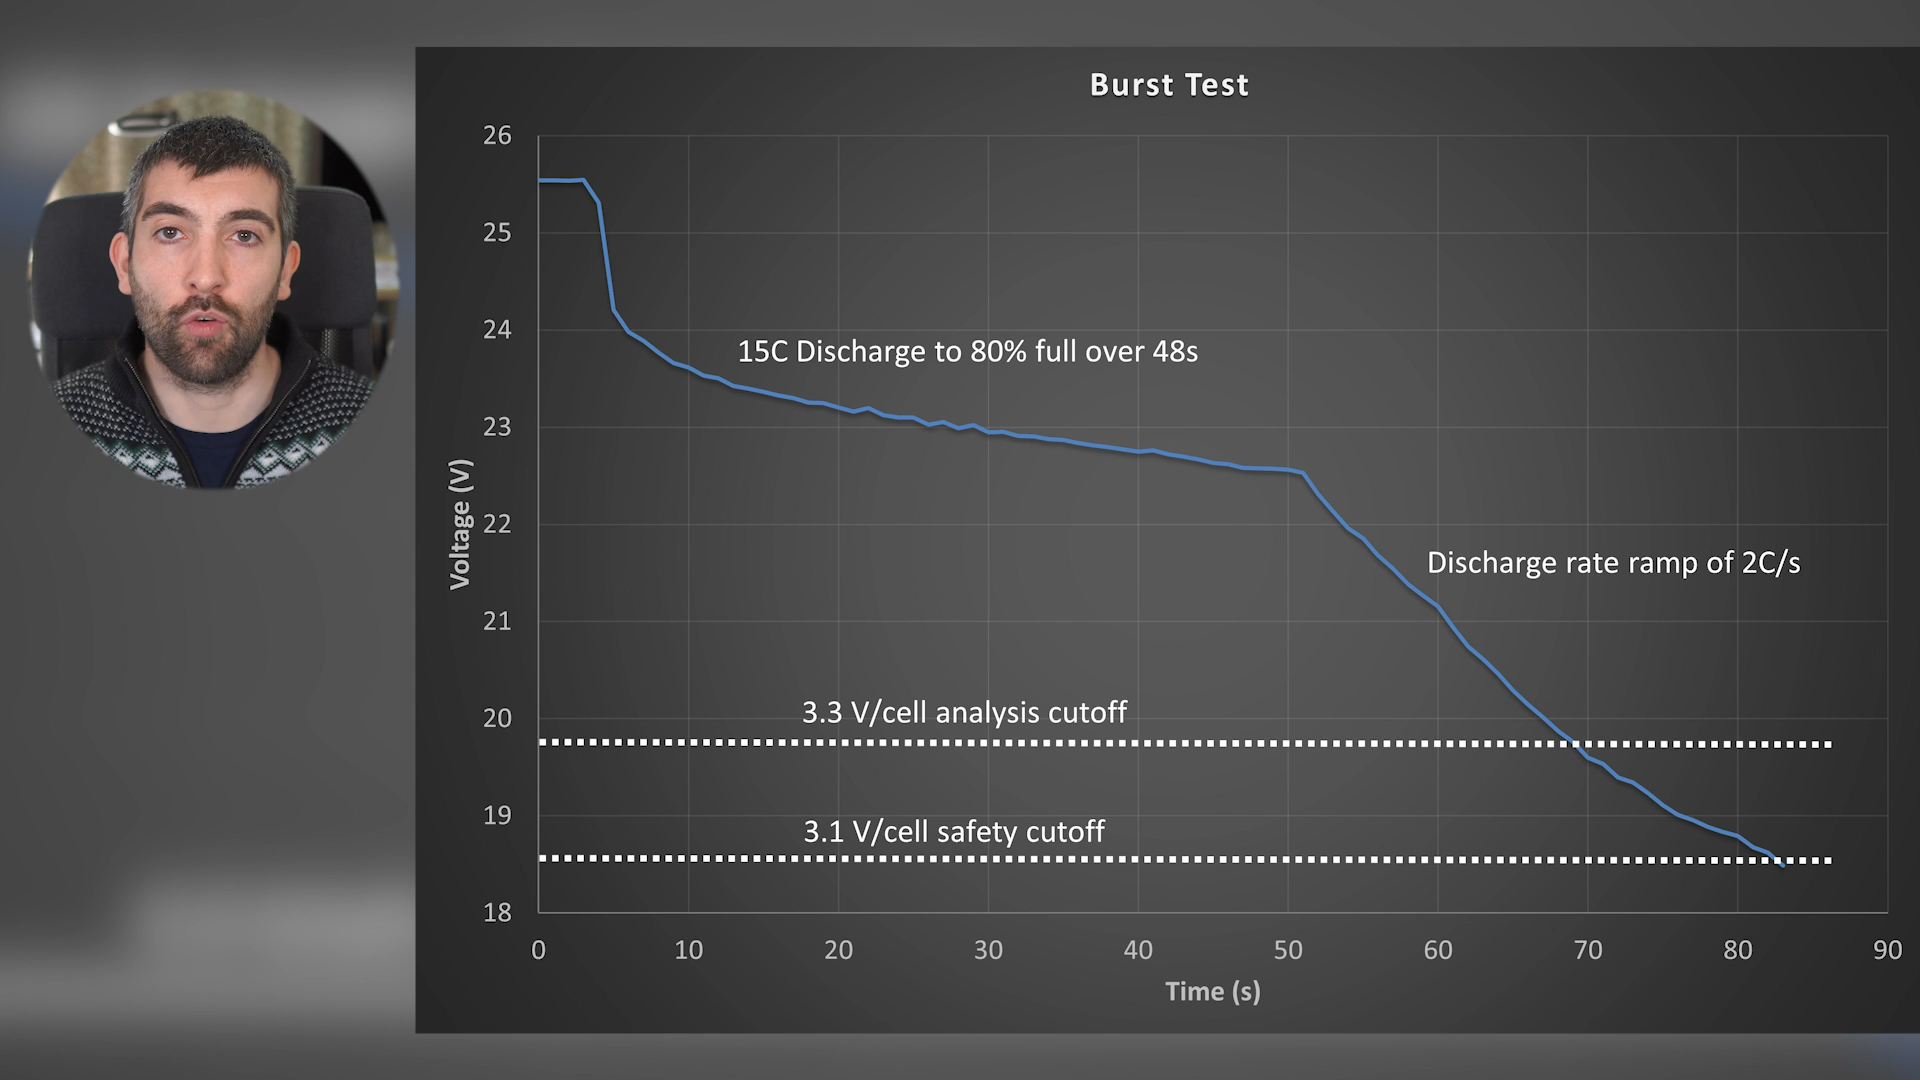 Burst Test
26
25
24
23
22
21
20
19
18
Voltage (V)
15C Discharge to 80% full over 48s
Discharge rate ramp of 2C/s
3.3 V/cell analysis cutoff
3.1 V/cell safety cutoff
0 10 20 30 40 50 60 70 80 90
Time (s)